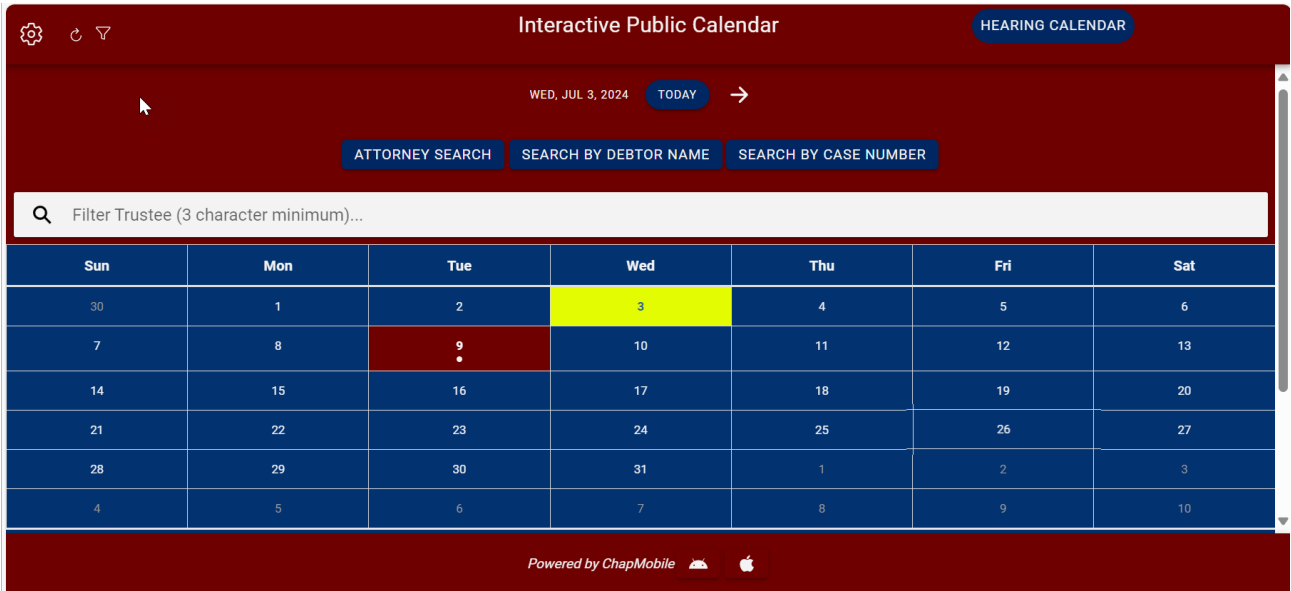 Interactive Public Calendar
HEARING CALENDAR
WED, JUL 3, 2024 TODAY
ATTORNEY SEARCH SEARCH BY DEBTOR NAME SEARCH BY CASE NUMBER
Filter Trustee (3 character minimum)...
Sun Mon Tue Wed Thu Fri Sat
30 1 2 3 4 5 6
7 8 9 10 11 12 13
14 15 16 17 18 19 20
21 22 23 24 25 26 27
28 29 30 31 1 2 3
4 5 6 7 8 9 10
Powered by ChapMobile